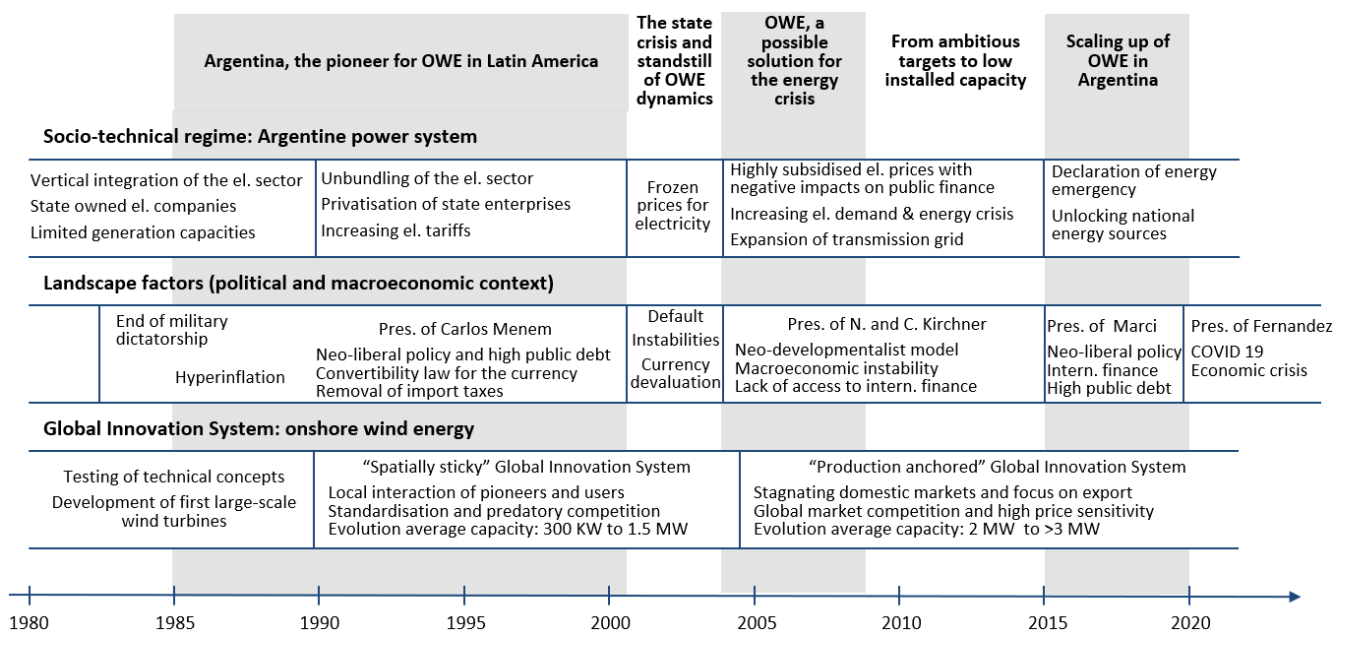 Argentina, the pioneer for OWE in Latin America
The state
crisis and
standstill
of OWE
dynamics
OWE, a
possible
solution for
the energy
crisis
From ambitious
targets to low
installed capacity
Scaling up of
OWE in
Argentina
Socio-technical regime: Argentine power system
Vertical integration of the el. sector
State owned el. companies
Limited generation capacities
Unbundling of the el. sector
Privatisation of state enterprises
Increasing el. tariffs
Frozen
prices for
electricity
Highly subsidised el. prices with
negative impacts on public finance
Increasing el. demand & energy crisis
Expansion of transmission grid
Declaration of energy
emergency
Unlocking national
energy sources
Landscape factors (political and macroeconomic context)
End of military
dictatorship
Hyperinflation
Pres. of Carlos Menem
Neo-liberal policy and high public debt
Convertibility law for the currency
Removal of import taxes
Default
Instabilities
Currency
devaluation
Pres. of N. and C. Kirchner
Neo-developmentalist model
Macroeconomic instability
Lack of access to intern. finance
Pres. of Marci
Neo-liberal policy
Intern. finance
High public debt
Pres. of Fernandez
COVID 19
Economic crisis
Global Innovation System: onshore wind energy
Testing of technical concepts
Development of first large-scale
wind turbines
“Spatially sticky” Global Innovation System
Local interaction of pioneers and users
Standardisation and predatory competition
Evolution average capacity: 300 KW to 1.5 MW
“Production anchored” Global Innovation System
Stagnating domestic markets and focus on export
Global market competition and high price sensitivity
Evolution average capacity: 2 MW to >3 MW
1980 1985 1990 1995 2000 2005 2010 2015 2020